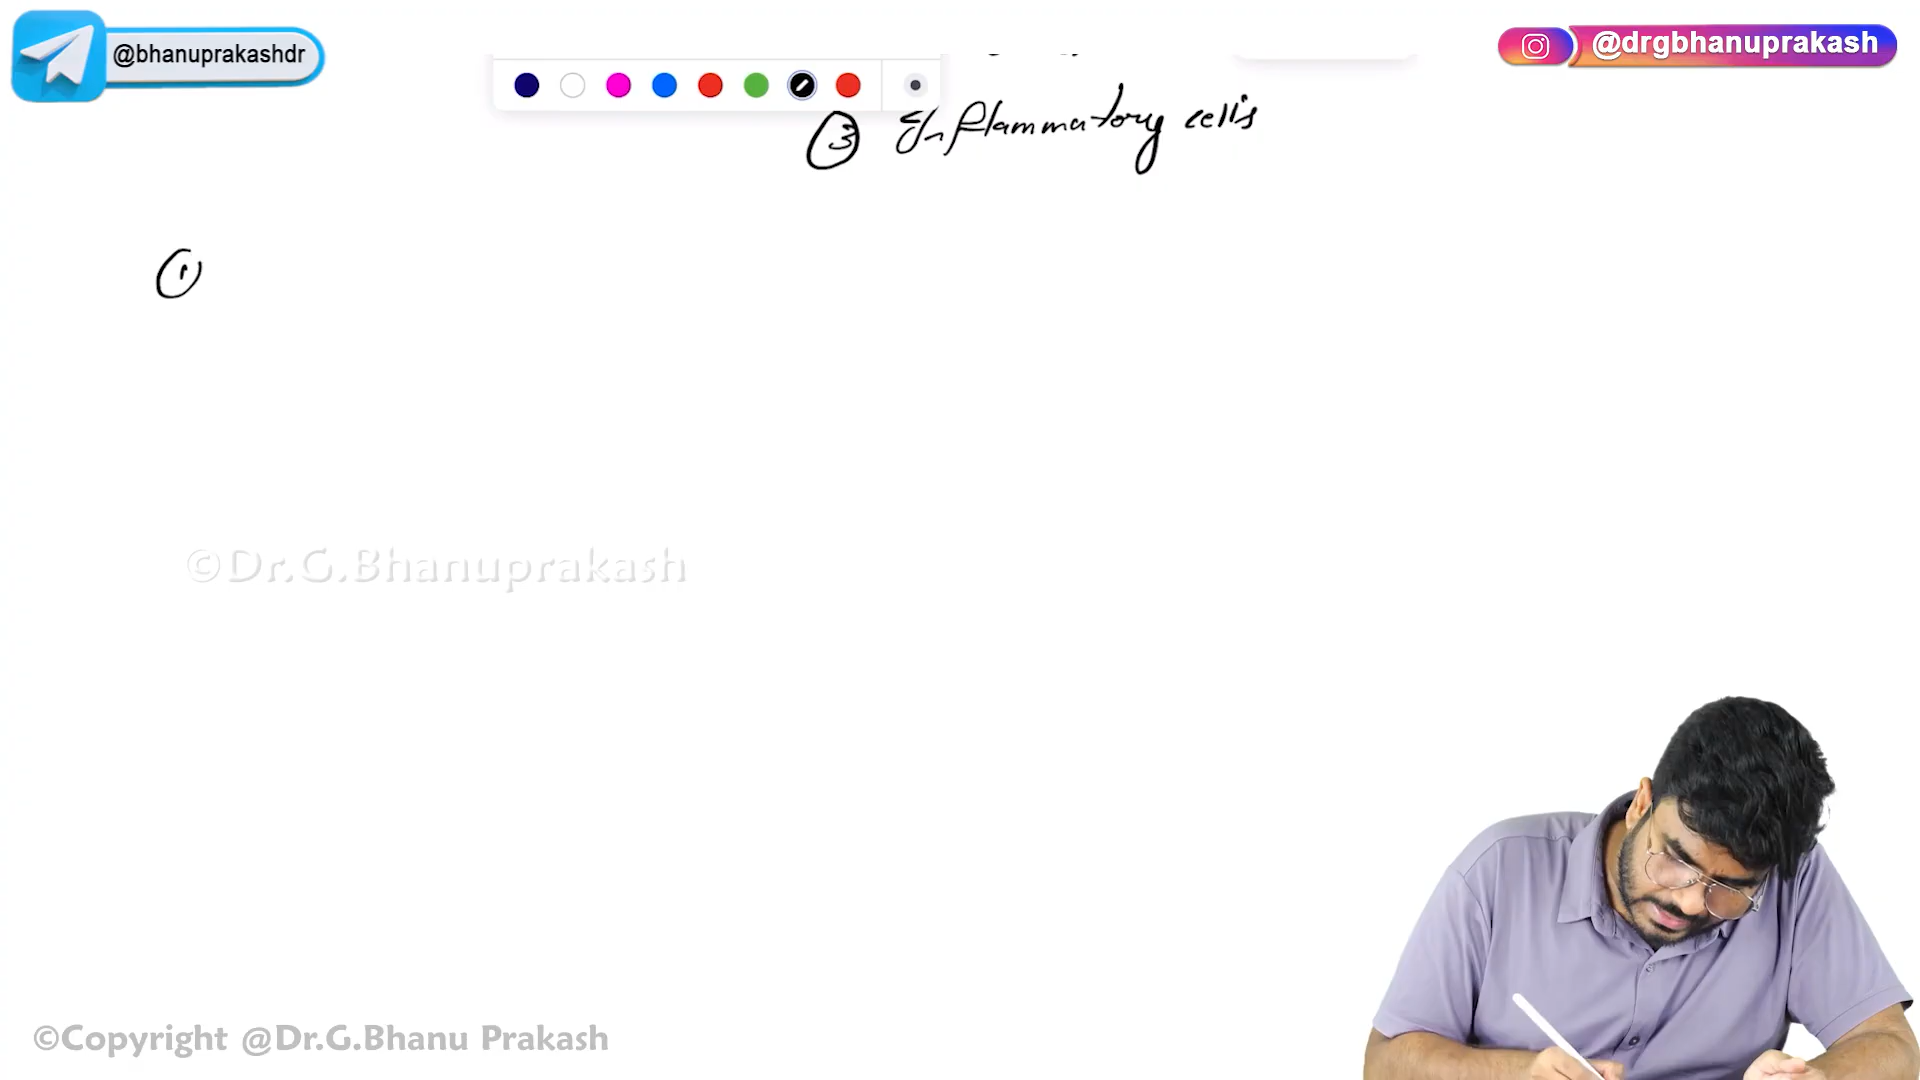 @bhanuprakashdr
@drgbhanuprakash
③ Inflammatory cells
①
©Dr.G.Bhanuprakash
©Copyright @Dr.G.Bhanu Prakash